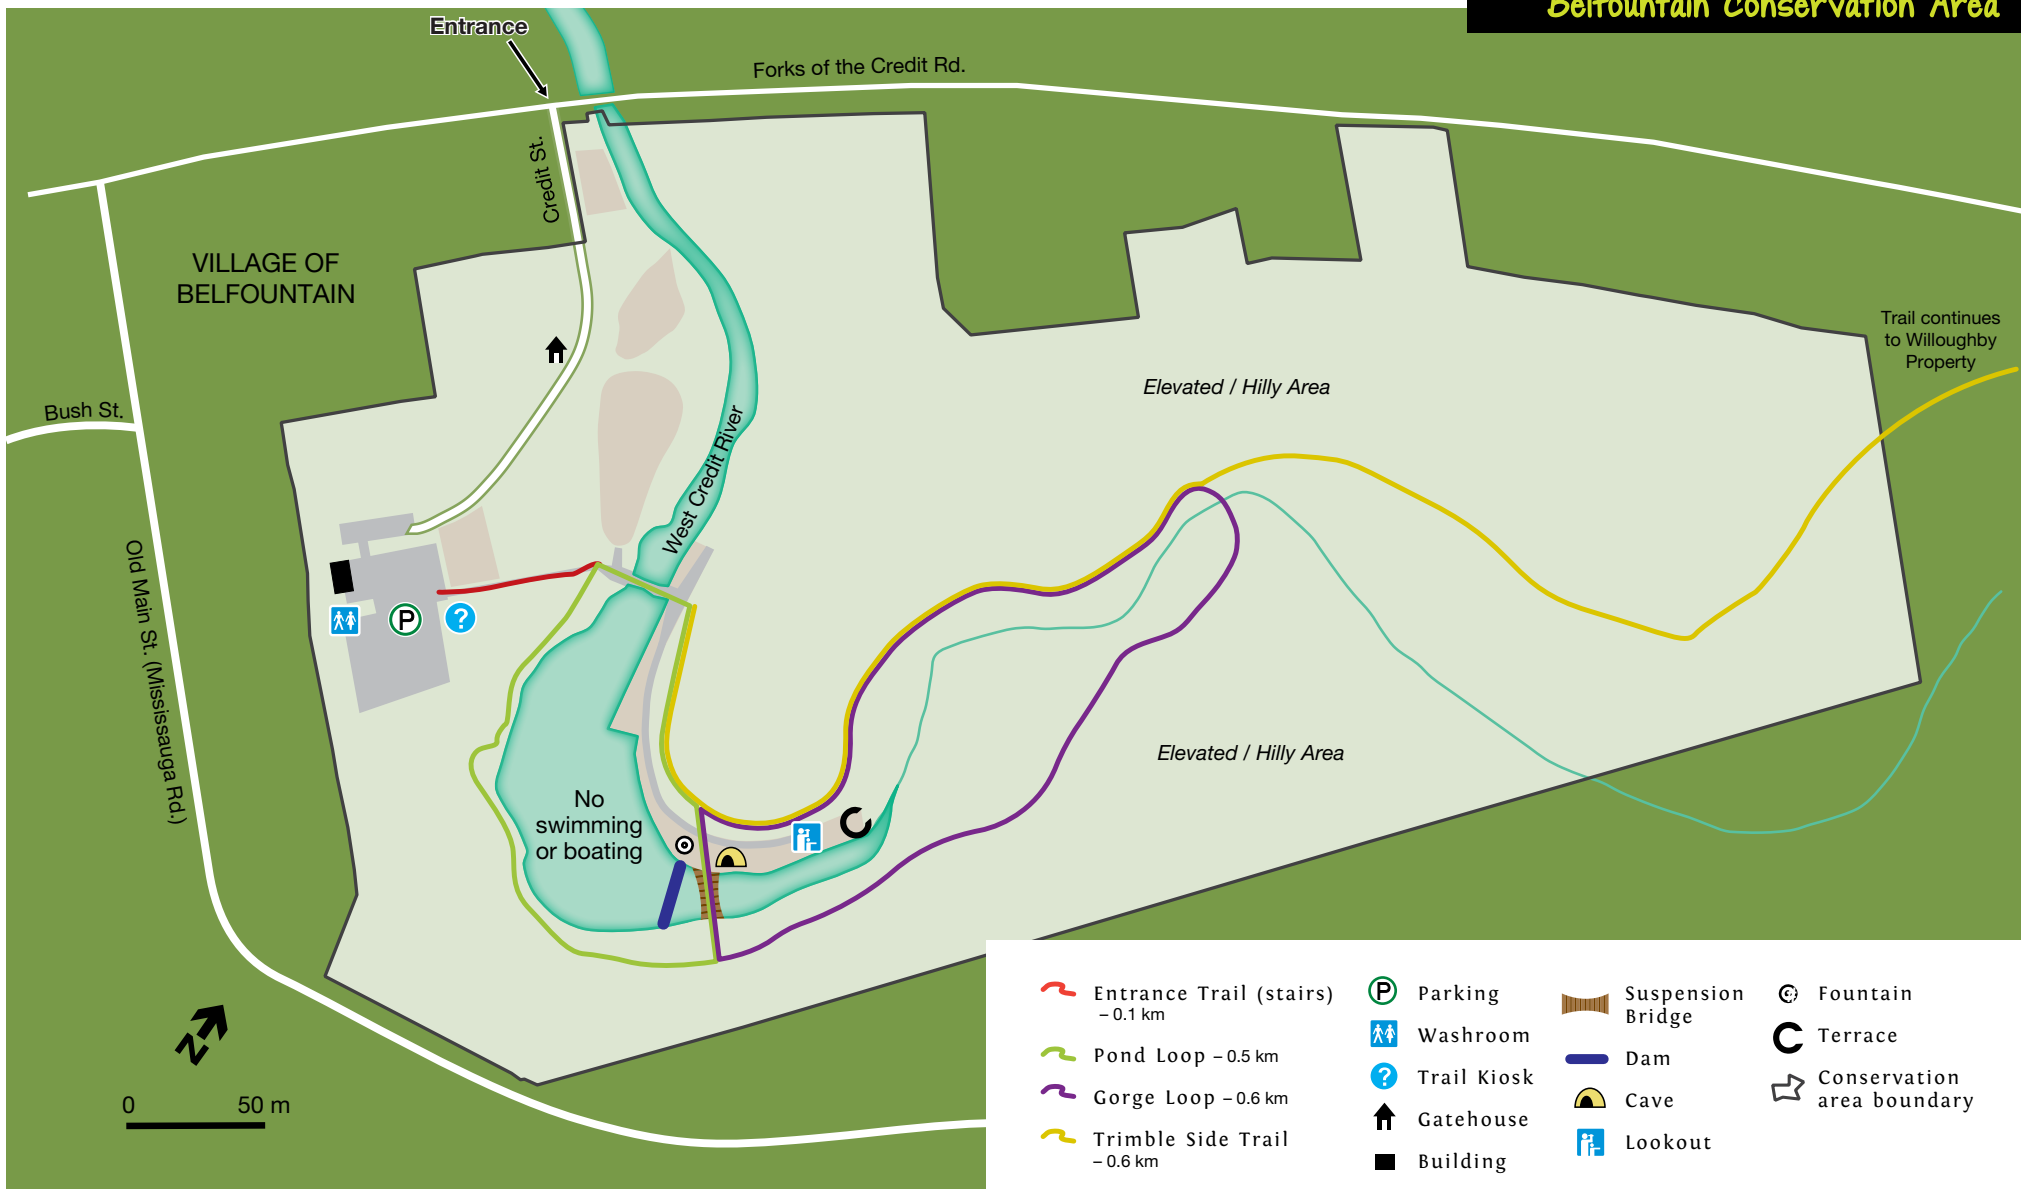 Belfountain Conservation Area
Entrance
Forks of the Credit Rd.
Credit St.
VILLAGE OF
BELFOUNTAIN
Trail continues
to Willoughby
Property
Elevated / Hilly Area
Bush St.
West Credit River
Old Main St. (Mississauga Rd.)
P
?
Elevated / Hilly Area
No
swimming
or boating
N
0 50 m
Entrance Trail (stairs)
– 0.1 km
Pond Loop – 0.5 km
Gorge Loop – 0.6 km
Trimble Side Trail
– 0.6 km
P Parking
Washroom
? Trail Kiosk
Gatehouse
Building
Suspension
Bridge
Dam
Cave
Lookout
Fountain
Terrace
Conservation
area boundary